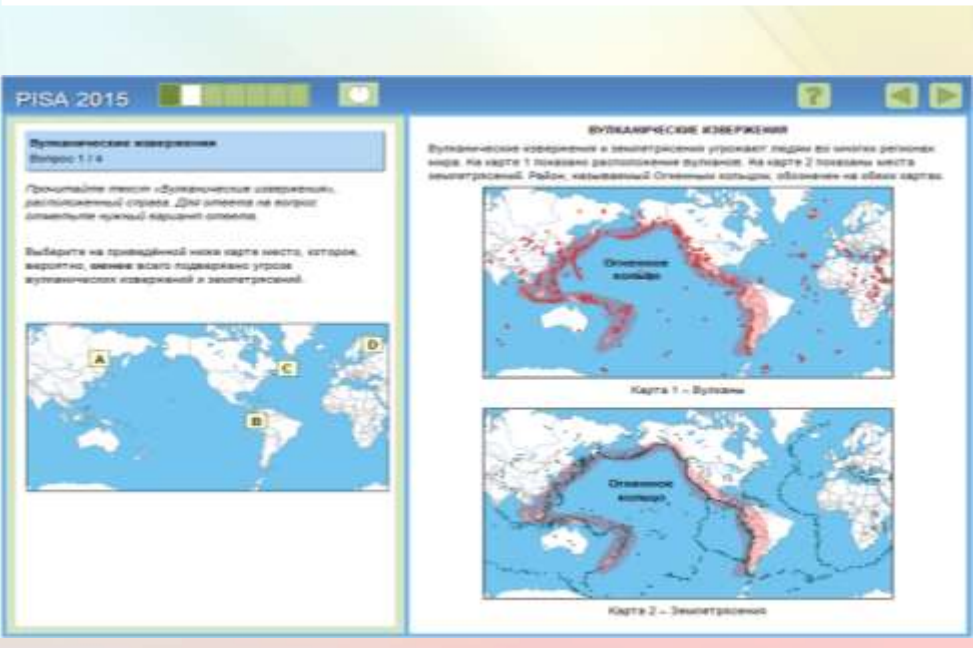 PISA 2015
?
Вулканические извержения
Вопрос 1 / 4
Прочитайте текст «Вулканические извержения»,
расположенный справа. Для ответа на вопрос
отметьте нужный вариант ответа.
Выберите на приведённой ниже карте место, которое,
вероятно, менее всего подвержено угрозе
вулканических извержений и землетрясений.
A
D
C
B
ВУЛКАНИЧЕСКИЕ ИЗВЕРЖЕНИЯ
Вулканические извержения и землетрясения угрожают людям во многих регионах
мира. На карте 1 показано расположение вулканов. На карте 2 показаны места
землетрясений. Район, называемый Огненным кольцом, обозначен на обеих картах.
Огненное
кольцо
Карта 1 – Вулканы
Огненное
кольцо
Карта 2 – Землетрясения